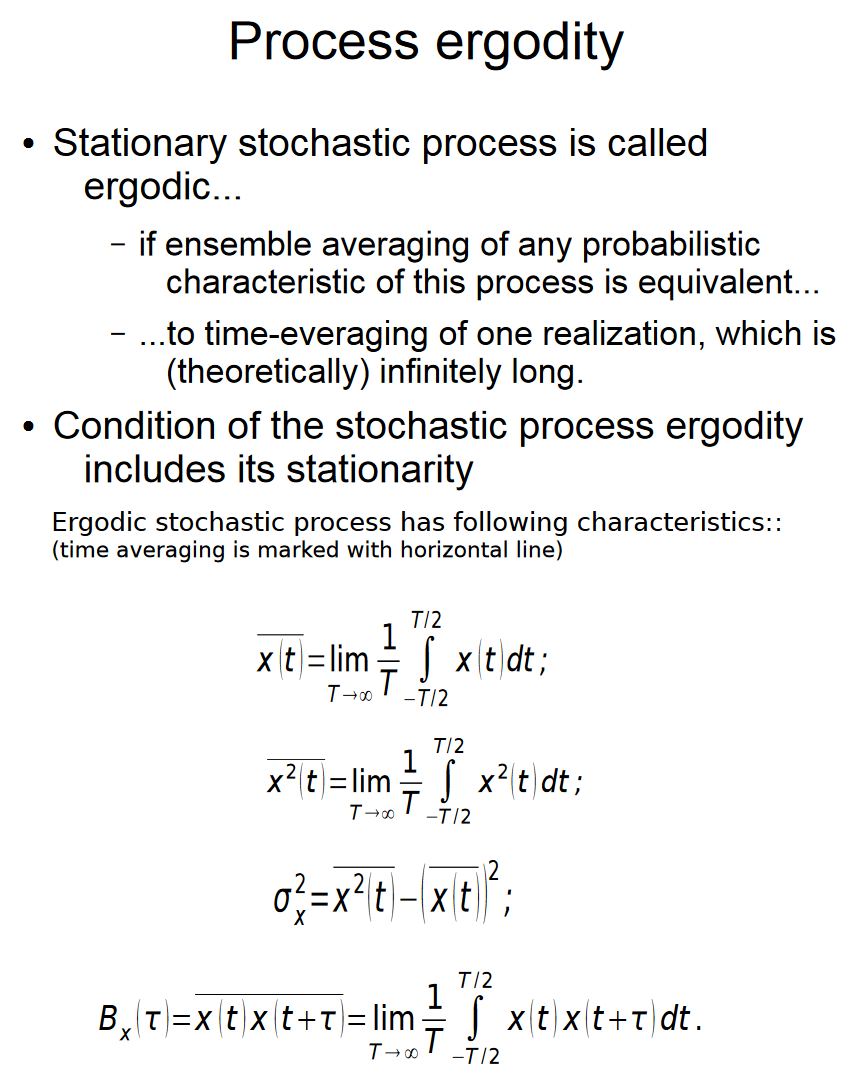 Process ergodity
• Stationary stochastic process is called
ergodic...
– if ensemble averaging of any probabilistic
characteristic of this process is equivalent...
– ...to time-everaging of one realization, which is
(theoretically) infinitely long.
• Condition of the stochastic process ergodity
includes its stationarity
Ergodic stochastic process has following characteristics::
(time averaging is marked with horizontal line)
$\overline{x(t)}=\lim_{T\to\infty}\frac{1}{T}\int_{-T/2}^{T/2}x(t)dt;$
$\overline{x^2(t)}=\lim_{T\to\infty}\frac{1}{T}\int_{-T/2}^{T/2}x^2(t)dt;$
$\sigma_x^2=\overline{x^2(t)}-\left(\overline{x(t)}\right)^2;$
$B_x(\tau)=\overline{x(t)x(t+\tau)}=\lim_{T\to\infty}\frac{1}{T}\int_{-T/2}^{T/2}x(t)x(t+\tau)dt.$